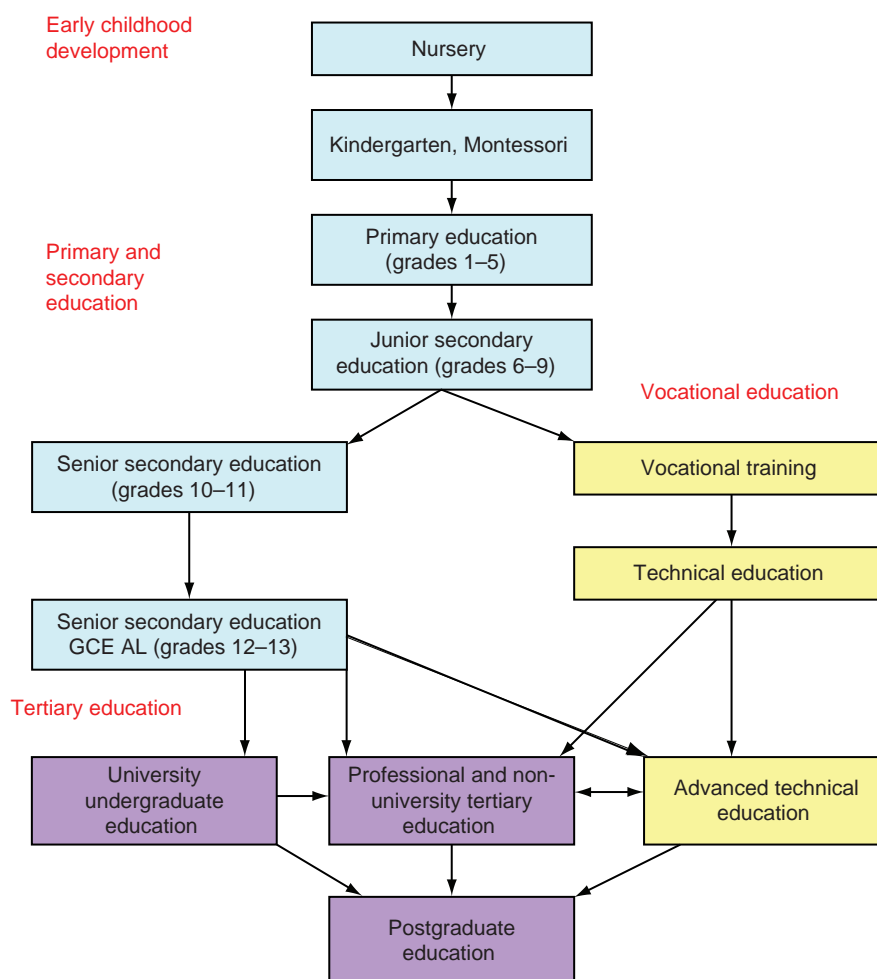 Early childhood
development
Nursery
Kindergarten, Montessori
Primary and
secondary
education
Primary education
(grades 1–5)
Junior secondary
education (grades 6–9)
Vocational education
Senior secondary education
(grades 10–11)
Vocational training
Technical education
Senior secondary education
GCE AL (grades 12–13)
Tertiary education
University
undergraduate
education
Professional and non-
university tertiary
education
Advanced technical
education
Postgraduate
education